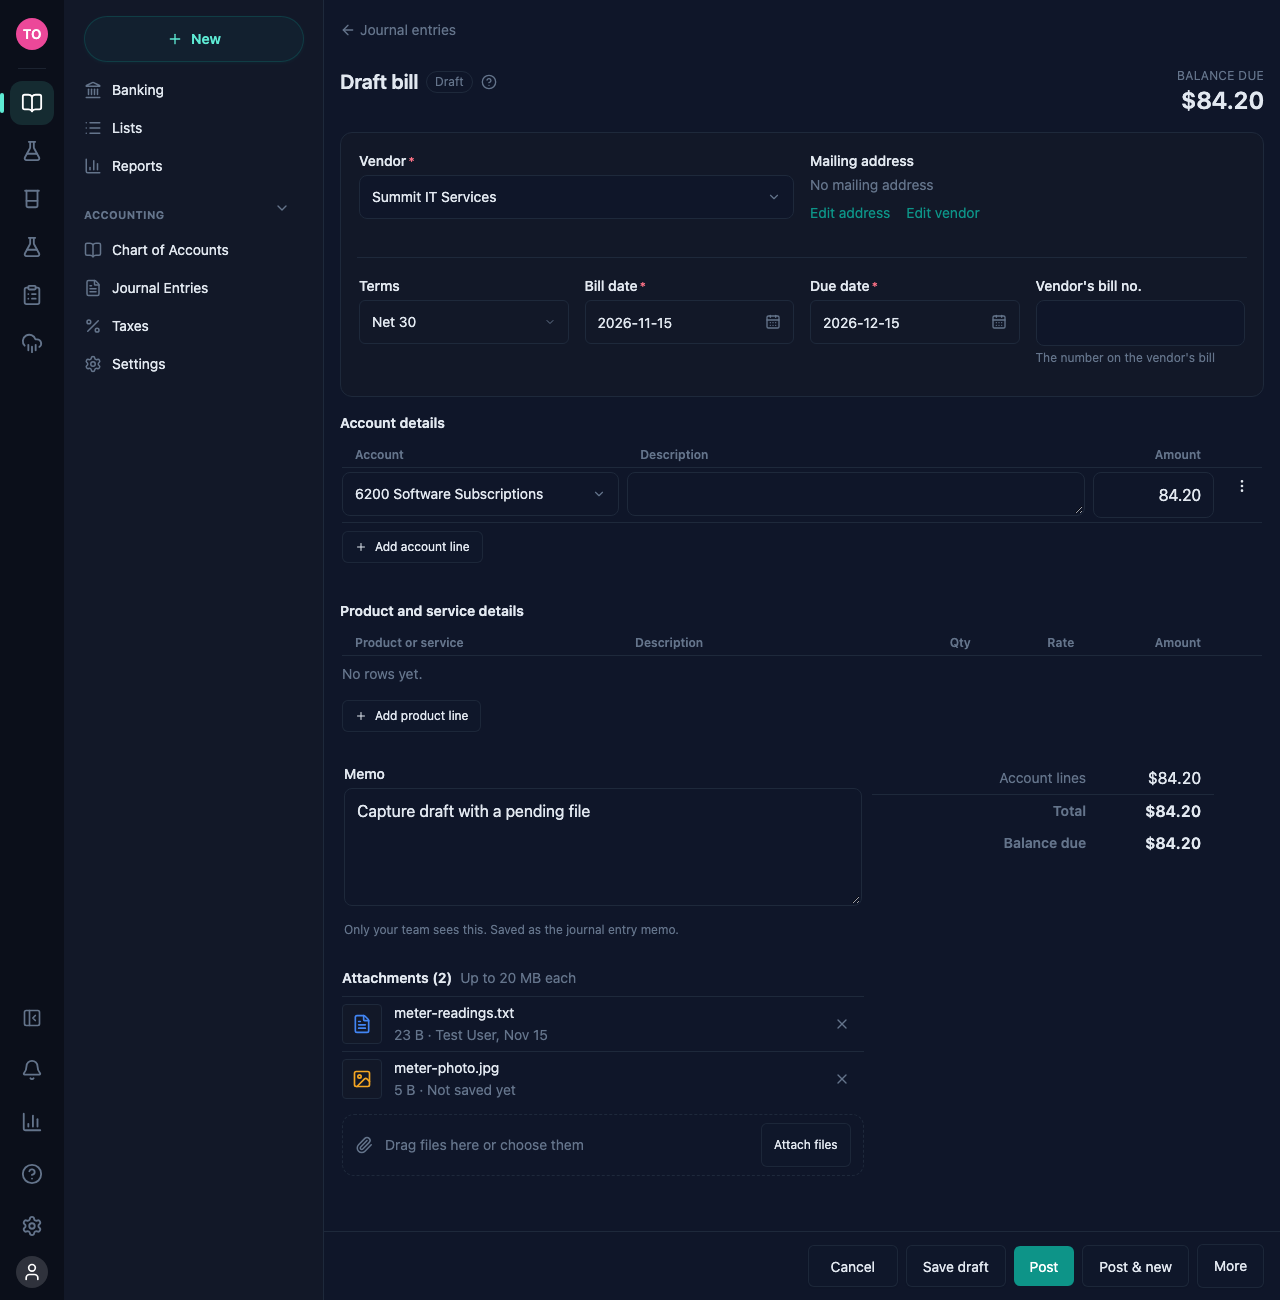 TO
New
Banking
Lists
Reports
ACCOUNTING
Chart of Accounts
Journal Entries
Taxes
Settings
Journal entries
Draft bill
Draft
BALANCE DUE
$84.20
Vendor*
Summit IT Services
Mailing address
No mailing address
Edit address Edit vendor
Terms
Net 30
Bill date*
2026-11-15
Due date*
2026-12-15
Vendor's bill no.
The number on the vendor's bill
Account details
Account Description Amount
6200 Software Subscriptions 84.20
Add account line
Product and service details
Product or service Description Qty Rate Amount
No rows yet.
Add product line
Memo
Capture draft with a pending file
Only your team sees this. Saved as the journal entry memo.
Account lines $84.20
Total $84.20
Balance due $84.20
Attachments (2) Up to 20 MB each
meter-readings.txt
23 B · Test User, Nov 15
meter-photo.jpg
5 B · Not saved yet
Drag files here or choose them
Attach files
Cancel
Save draft
Post
Post & new
More